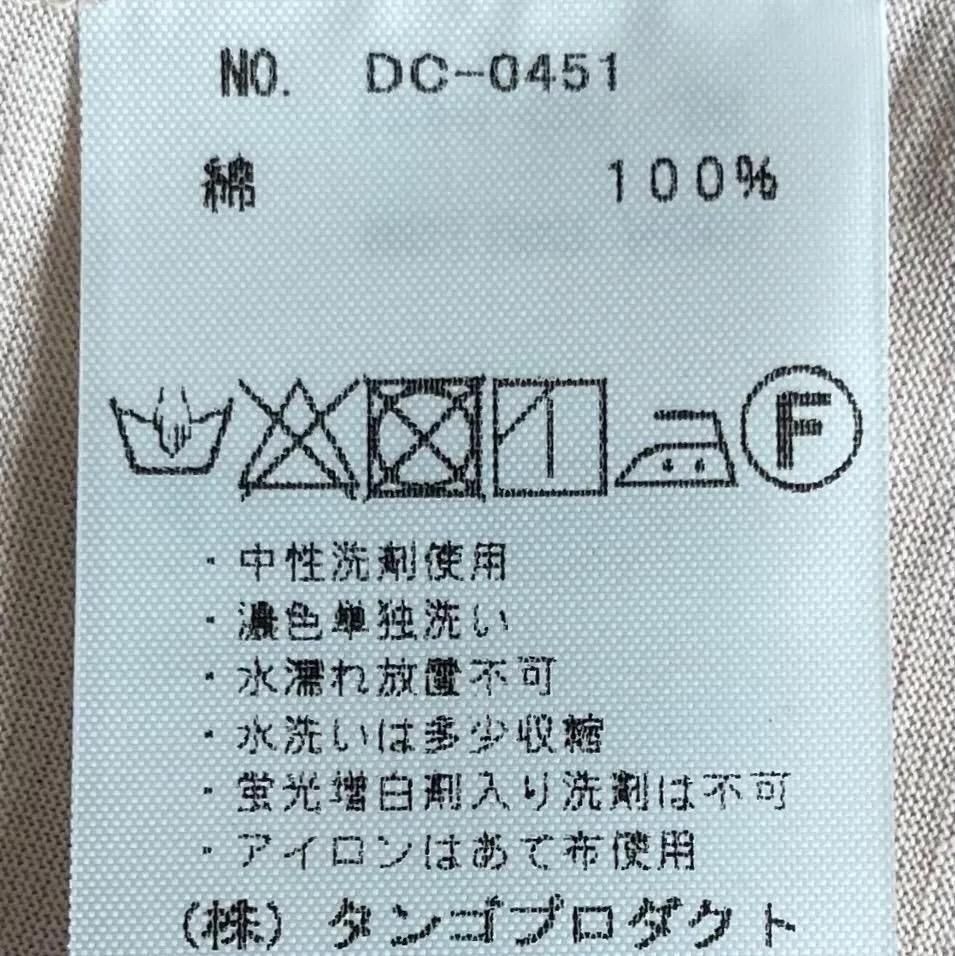 NO. DC-0451
綿 100%
F
・中性洗剤使用
・濃色単独洗い
・水濡れ放置不可
・水洗いは多少収縮
・蛍光増白剤入り洗剤は不可
・アイロンはあて布使用
(株)タンゴプロダクト